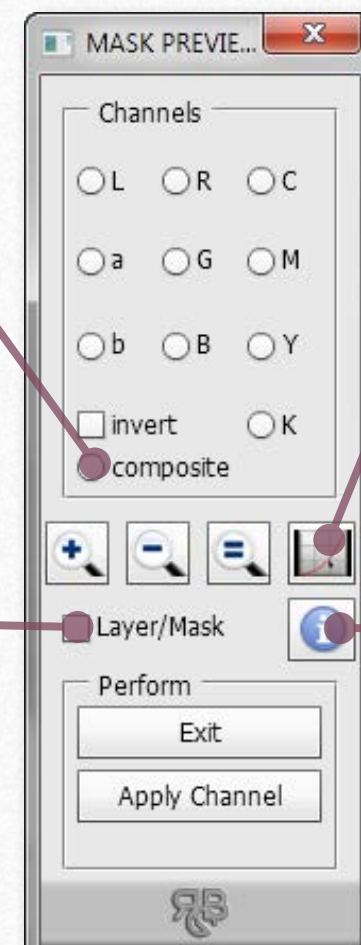 MASK PREVIE...
Channels
L R C
a G M
b B Y
invert K
composite
Layer/Mask
Perform
Exit
Apply Channel